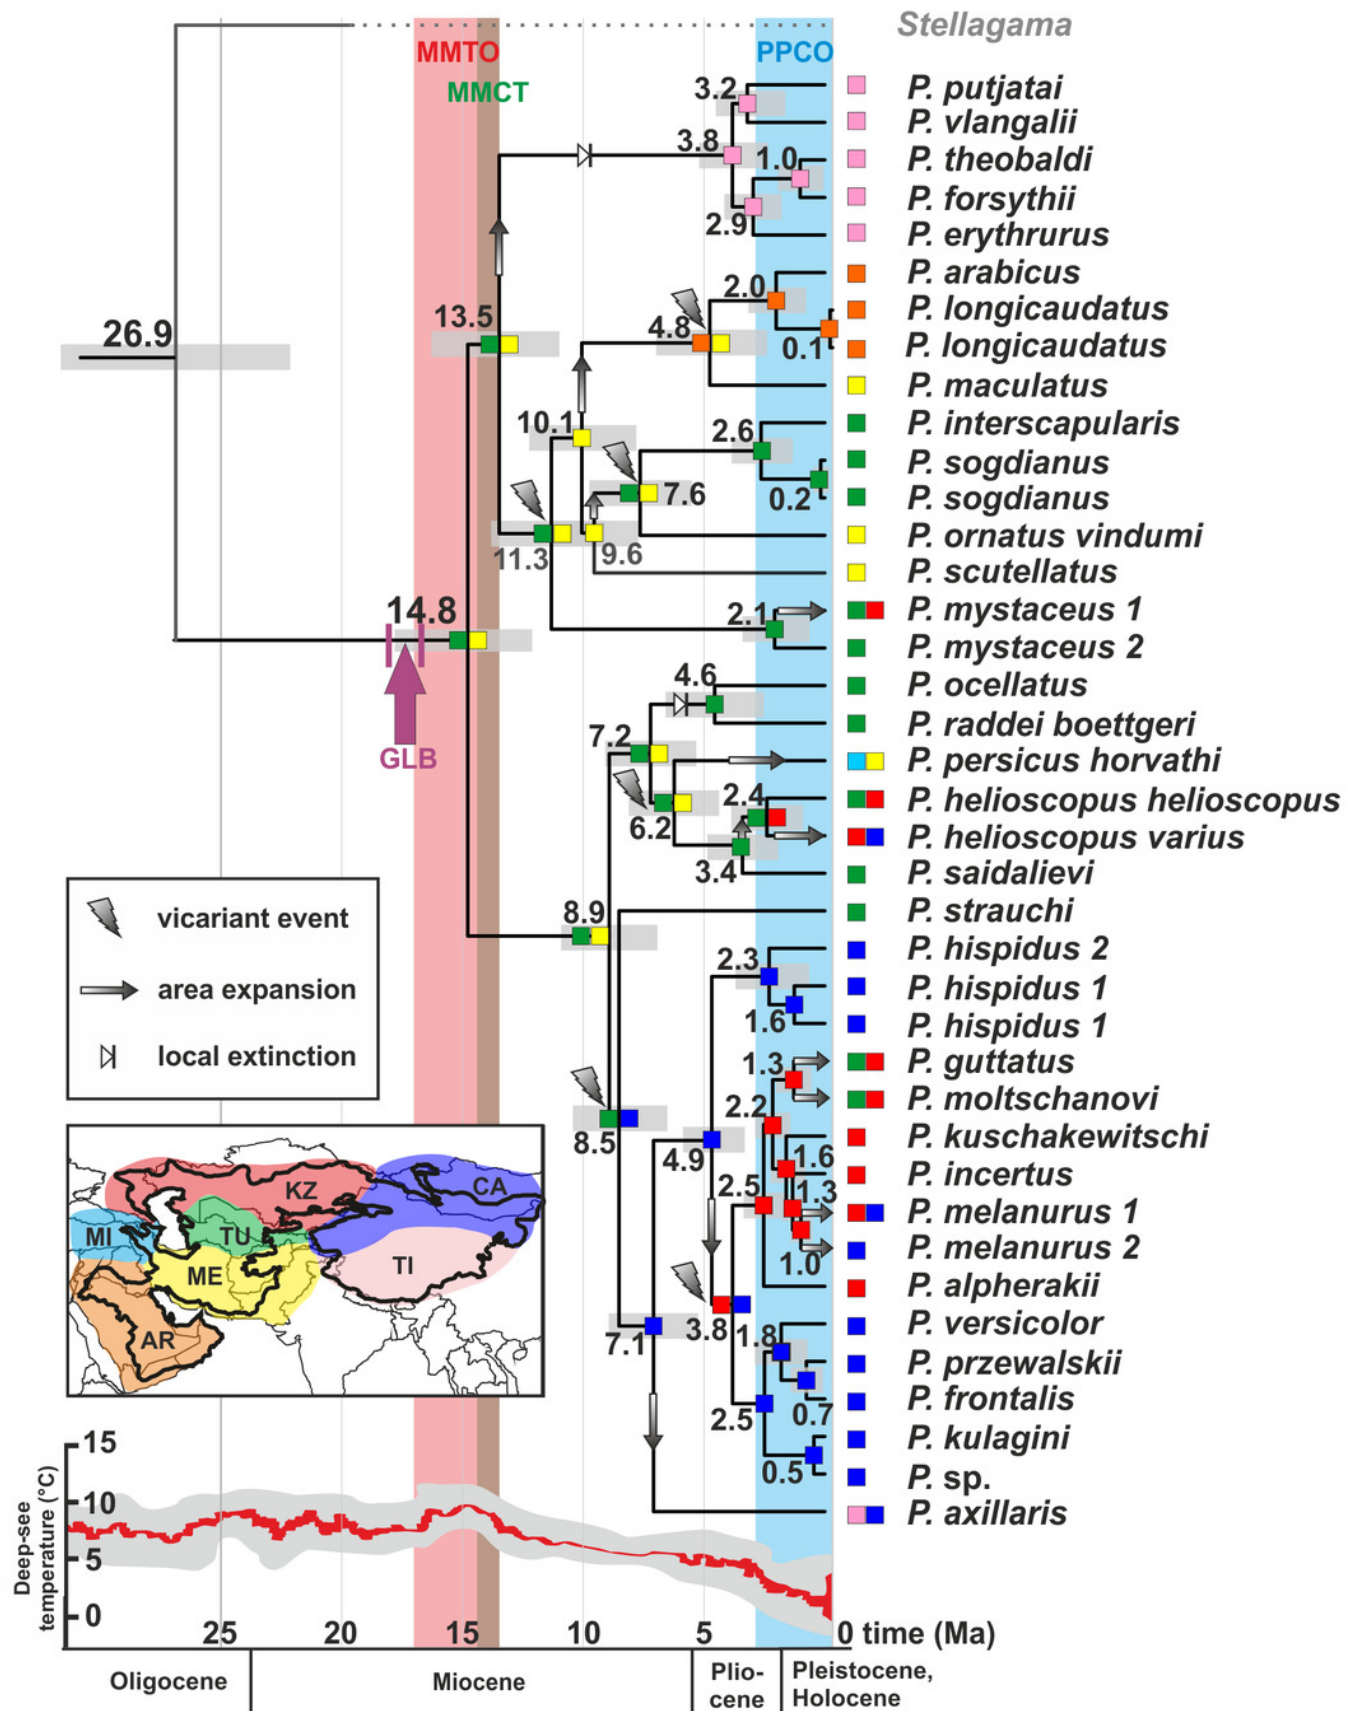 Stellagama
MMTO
PPCO
MMCT
3.2
P. putjatai
P. vlangalii
3.8
1.0
P. theobaldi
P. forsythii
2.9
P. erythrurus
P. arabicus
2.0
P. longicaudatus
26.9
13.5
4.8
0.1
P. longicaudatus
P. maculatus
10.1
2.6
P. interscapularis
P. sogdianus
7.6
0.2
P. sogdianus
11.3
9.6
P. ornatus vindumi
P. scutellatus
14.8
2.1
P. mystaceus 1
P. mystaceus 2
4.6
P. ocellatus
7.2
P. raddei boettgeri
GLB
P. persicus horvathi
6.2
2.4
P. helioscopus helioscopus
P. helioscopus varius
3.4
P. saidalievi
8.9
P. strauchi
vicariant event
area expansion
local extinction
2.3
P. hispidus 2
P. hispidus 1
1.6
P. hispidus 1
1.3
P. guttatus
2.2
P. moltschanovi
8.5
4.9
P. kuschakewitschi
1.6
P. incertus
2.5
1.3
P. melanurus 1
P. melanurus 2
1.0
P. alpherakii
7.1
3.8
1.8
P. versicolor
P. przewalskii
2.5
0.7
P. frontalis
P. kulagini
0.5
P. sp.
P. axillaris
KZ
CA
MI
TU
ME
TI
AR
Deep-see
temperature (°C)
15
10
5
0
25
20
15
10
5
0 time (Ma)
Oligocene
Miocene
Plio-
cene
Pleistocene,
Holocene